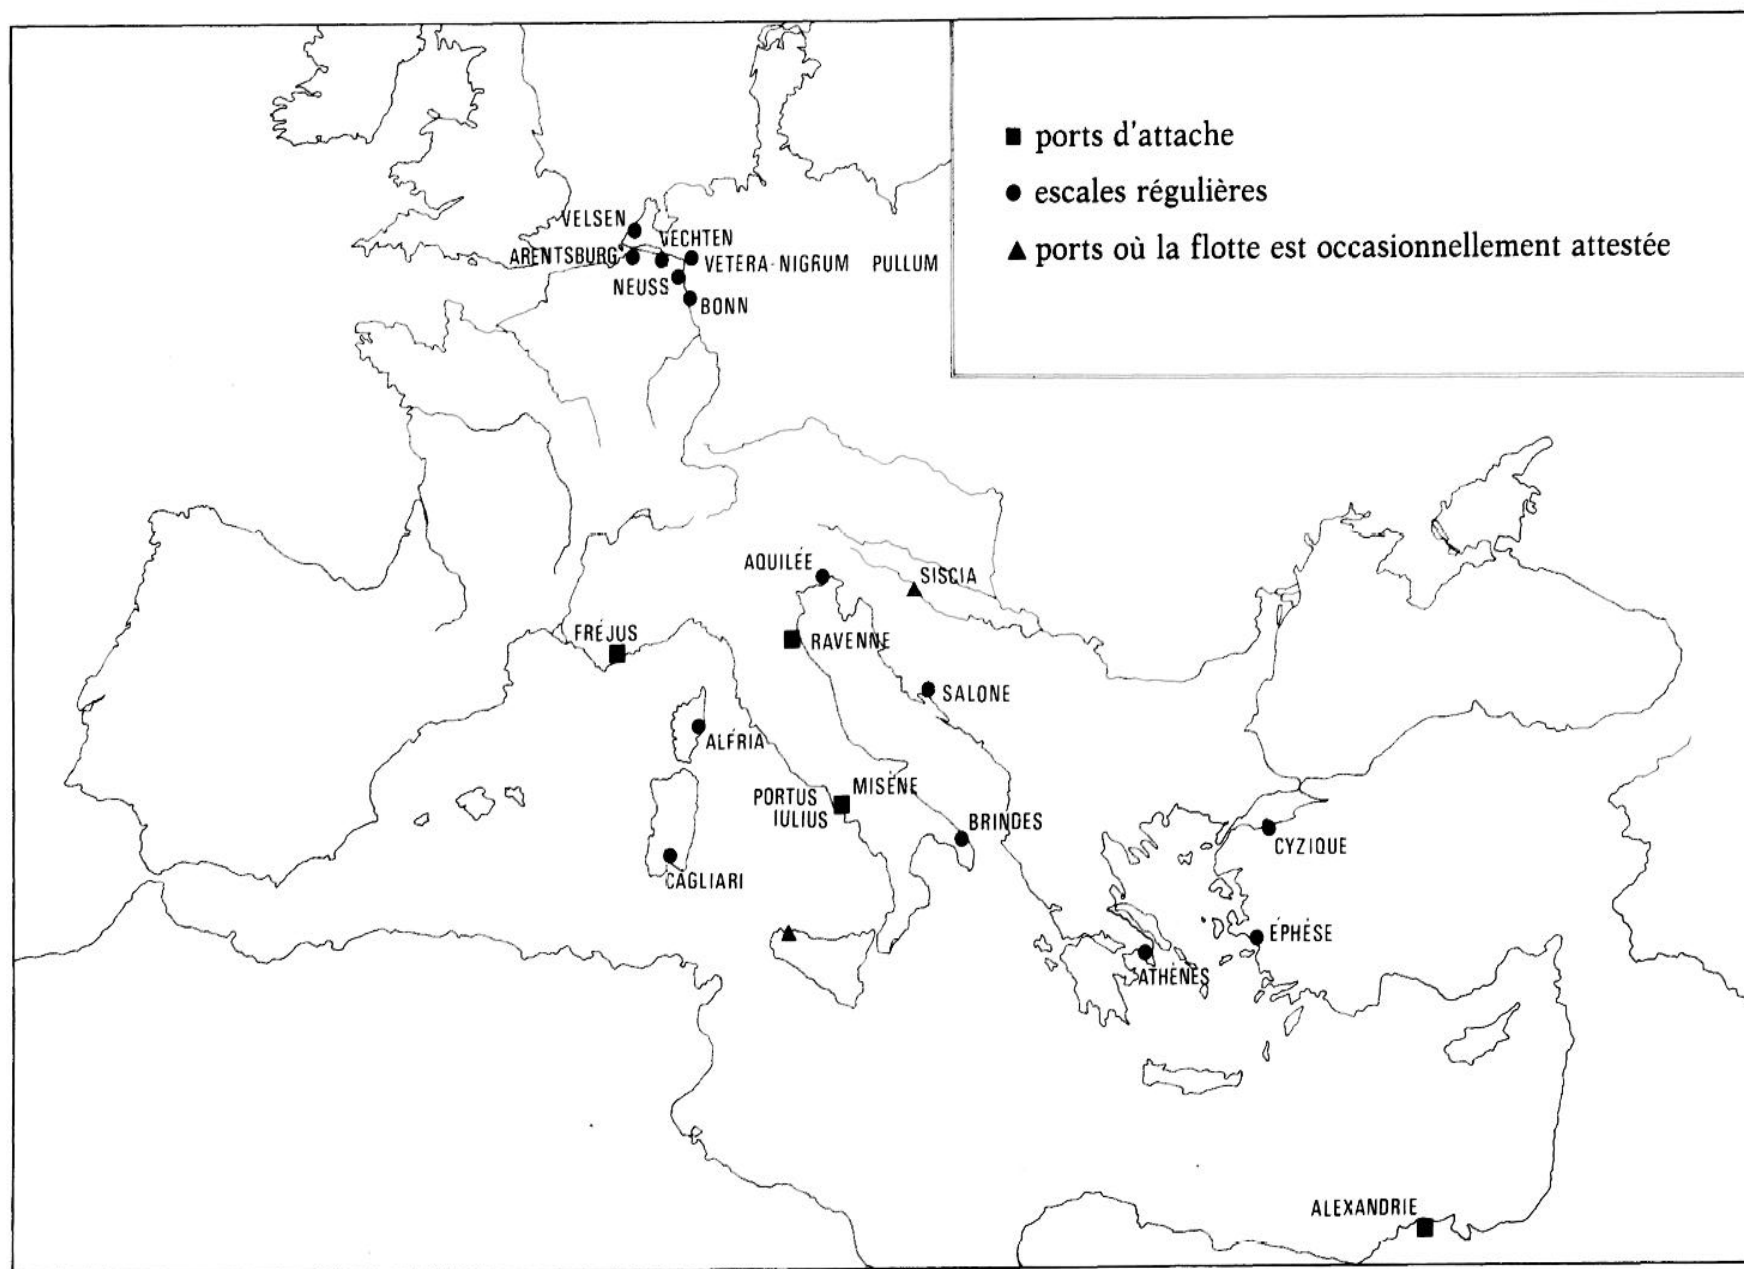 ■ ports d'attache
● escales régulières
▲ ports où la flotte est occasionnellement attestée
VELSEN
VECHTEN
ARENTSBURG
VETERA-NIGRUM PULLUM
NEUSS
BONN
AQUILÉE
SISCIA
FRÉJUS
RAVENNE
SALONE
ALÉRIA
MISÈNE
PORTUS
IULIUS
BRINDES
CYZIQUE
CAGLIARI
ÉPHÈSE
ATHÈNES
ALEXANDRIE